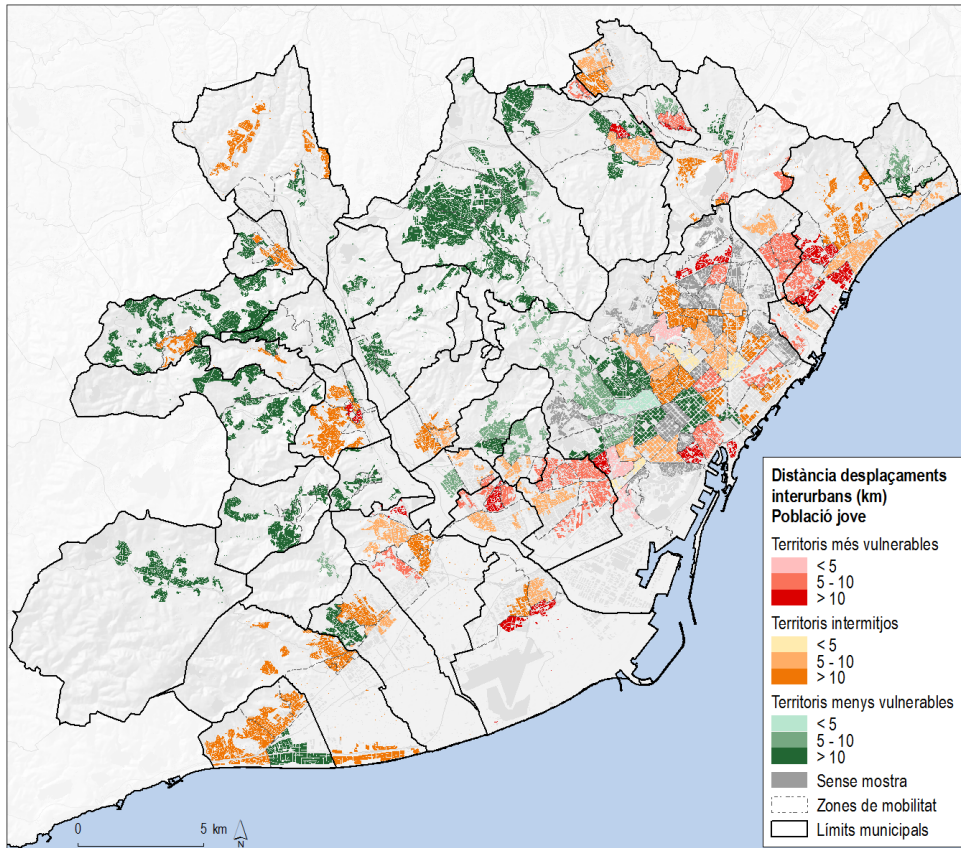 Distància desplaçaments
interurbans (km)
Població jove
Territoris més vulnerables
< 5
5 - 10
> 10
Territoris intermitjos
< 5
5 - 10
> 10
Territoris menys vulnerables
< 5
5 - 10
> 10
Sense mostra
Zones de mobilitat
Límits municipals
0 5 km
N